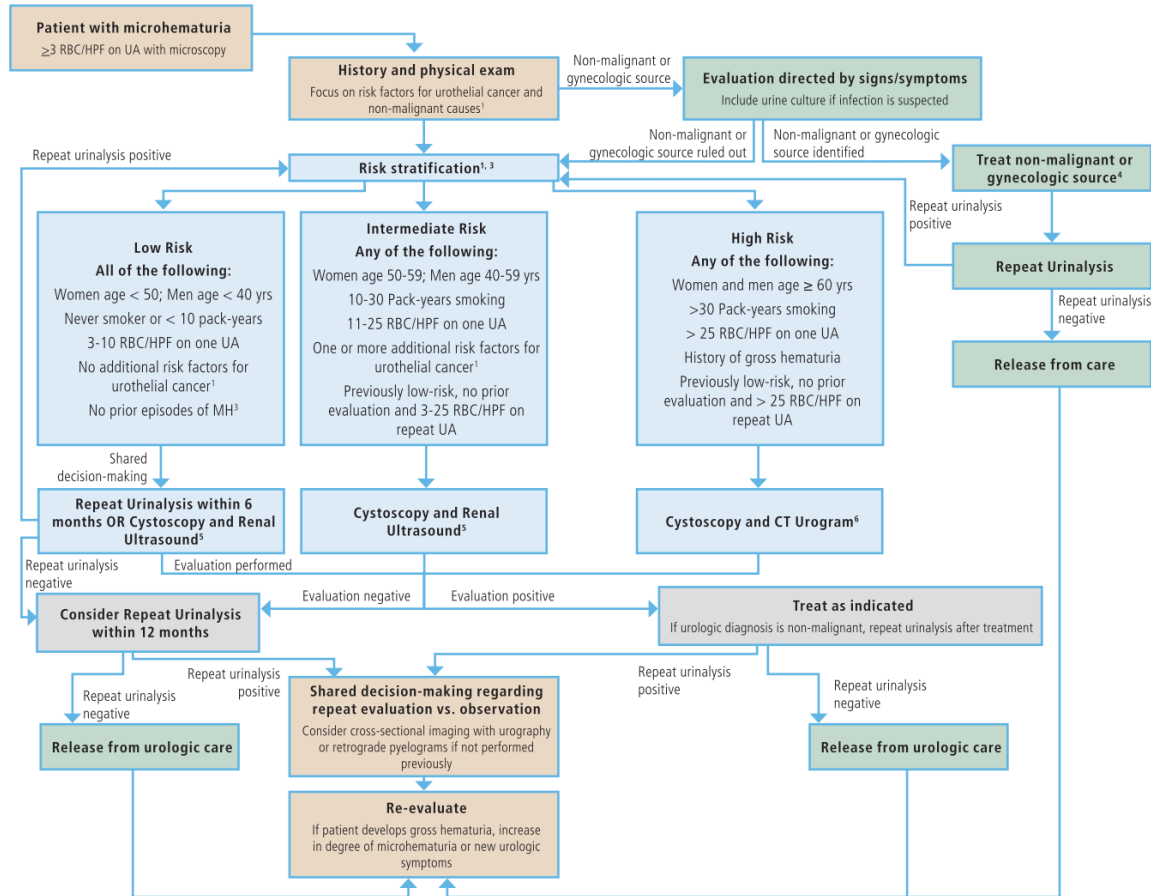 Patient with microhematuria
≥3 RBC/HPF on UA with microscopy
History and physical exam
Focus on risk factors for urothelial cancer and
non-malignant causes¹
Non-malignant or
gynecologic source
Evaluation directed by signs/symptoms
Include urine culture if infection is suspected
Non-malignant or
gynecologic source ruled out
Non-malignant or gynecologic
source identified
Treat non-malignant or
gynecologic source⁴
Repeat urinalysis positive
Risk stratification¹, ³
Repeat urinalysis
positive
Repeat Urinalysis
Repeat urinalysis
negative
Release from care
Low Risk
All of the following:
Women age < 50; Men age < 40 yrs
Never smoker or < 10 pack-years
3-10 RBC/HPF on one UA
No additional risk factors for
urothelial cancer¹
No prior episodes of MH³
Intermediate Risk
Any of the following:
Women age 50-59; Men age 40-59 yrs
10-30 Pack-years smoking
11-25 RBC/HPF on one UA
One or more additional risk factors for
urothelial cancer¹
Previously low-risk, no prior
evaluation and 3-25 RBC/HPF on
repeat UA
High Risk
Any of the following:
Women and men age ≥ 60 yrs
>30 Pack-years smoking
> 25 RBC/HPF on one UA
History of gross hematuria
Previously low-risk, no prior
evaluation and > 25 RBC/HPF on
repeat UA
Shared
decision-making
Repeat Urinalysis within 6
months OR Cystoscopy and Renal
Ultrasound⁵
Cystoscopy and Renal
Ultrasound⁵
Cystoscopy and CT Urogram⁶
Repeat urinalysis
negative
Evaluation performed
Evaluation negative
Evaluation positive
Consider Repeat Urinalysis
within 12 months
Treat as indicated
If urologic diagnosis is non-malignant, repeat urinalysis after treatment
Repeat urinalysis
negative
Repeat urinalysis
positive
Repeat urinalysis
positive
Repeat urinalysis
negative
Release from urologic care
Shared decision-making regarding
repeat evaluation vs. observation
Consider cross-sectional imaging with urography
or retrograde pyelograms if not performed
previously
Release from urologic care
Re-evaluate
If patient develops gross hematuria, increase
in degree of microhematuria or new urologic
symptoms